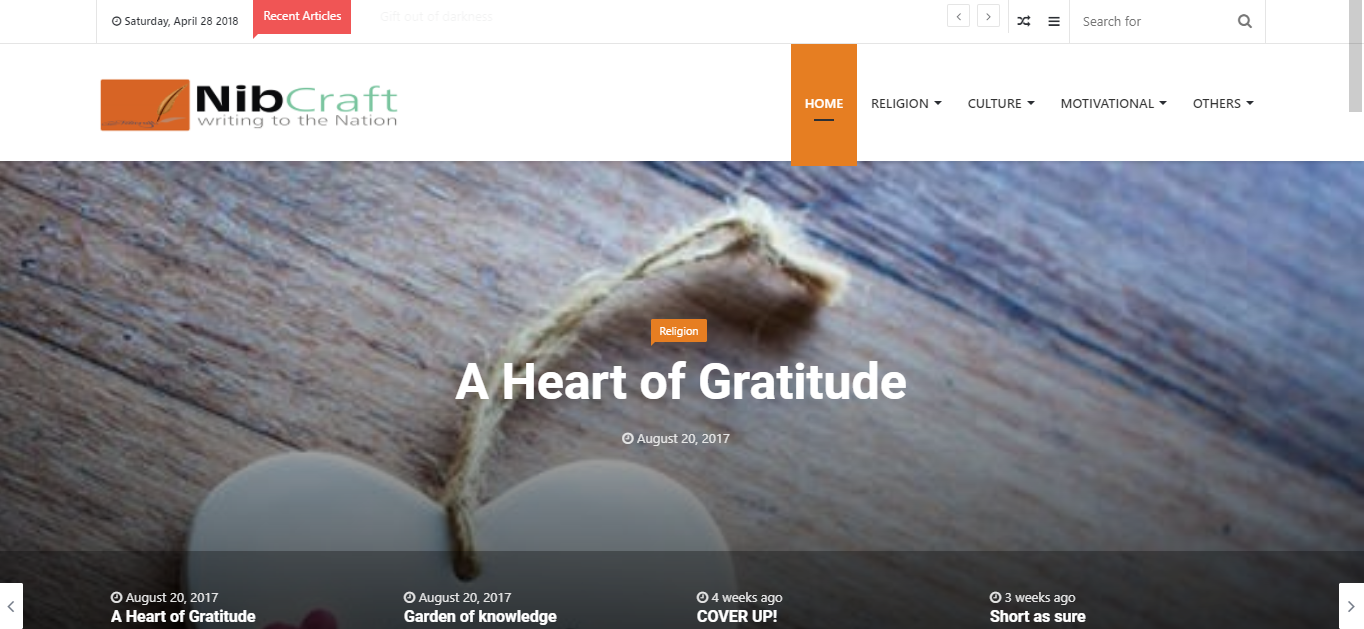 Saturday, April 28 2018
Recent Articles
Gift out of darkness
Search for
NibCraft
writing to the Nation
HOME
RELIGION
CULTURE
MOTIVATIONAL
OTHERS
Religion
A Heart of Gratitude
August 20, 2017
August 20, 2017
A Heart of Gratitude
August 20, 2017
Garden of knowledge
4 weeks ago
COVER UP!
3 weeks ago
Short as sure